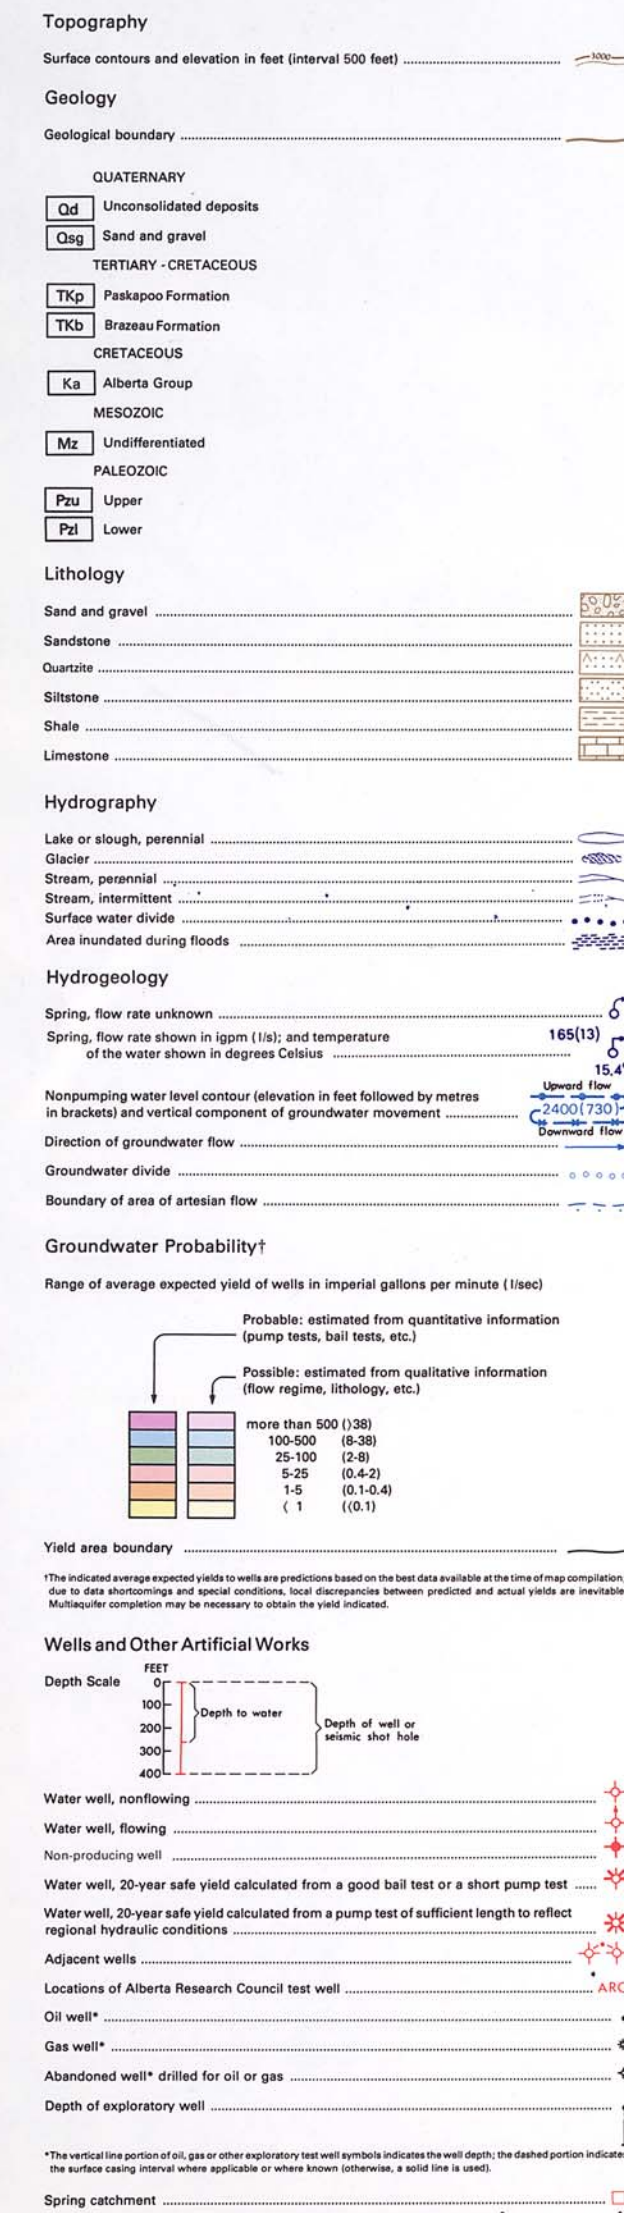 Topography
Surface contours and elevation in feet (interval 500 feet) 3000
Geology
Geological boundary
QUATERNARY
Qd Unconsolidated deposits
Qsg Sand and gravel
TERTIARY - CRETACEOUS
TKp Paskapoo Formation
TKb Brazeau Formation
CRETACEOUS
Ka Alberta Group
MESOZOIC
Mz Undifferentiated
PALEOZOIC
Pzu Upper
Pzl Lower
Lithology
Sand and gravel
Sandstone
Quartzite
Siltstone
Shale
Limestone
Hydrography
Lake or slough, perennial
Glacier
Stream, perennial
Stream, intermittent
Surface water divide
Area inundated during floods
Hydrogeology
Spring, flow rate unknown
Spring, flow rate shown in igpm (l/s); and temperature 165(13)
of the water shown in degrees Celsius
15.4
Upward flow
Nonpumping water level contour (elevation in feet followed by metres
in brackets) and vertical component of groundwater movement 2400(730)
Downward flow
Direction of groundwater flow
Groundwater divide
Boundary of area of artesian flow
Groundwater Probability†
Range of average expected yield of wells in imperial gallons per minute (l/sec)
Probable: estimated from quantitative information
(pump tests, bail tests, etc.)
Possible: estimated from qualitative information
(flow regime, lithology, etc.)
more than 500 (⟩38)
100-500 (8-38)
25-100 (2-8)
5-25 (0.4-2)
1-5 (0.1-0.4)
⟨ 1 (⟨0.1)
Yield area boundary
†The indicated average expected yields to wells are predictions based on the best data available at the time of map compilation;
due to data shortcomings and special conditions, local discrepancies between predicted and actual yields are inevitable
Multiaquifer completion may be necessary to obtain the yield indicated.
Wells and Other Artificial Works
FEET
Depth Scale 0
100
Depth to water
200
Depth of well or
seismic shot hole
300
400
Water well, nonflowing
Water well, flowing
Non-producing well
Water well, 20-year safe yield calculated from a good bail test or a short pump test
Water well, 20-year safe yield calculated from a pump test of sufficient length to reflect
regional hydraulic conditions
Adjacent wells
Locations of Alberta Research Council test well ARC
Oil well*
Gas well*
Abandoned well* drilled for oil or gas
Depth of exploratory well
*The vertical line portion of oil, gas or other exploratory test well symbols indicates the well depth; the dashed portion indicates
the surface casing interval where applicable or where known (otherwise, a solid line is used).
Spring catchment